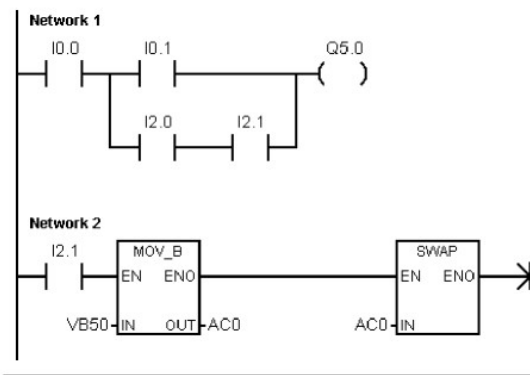 Network 1
I0.0 I0.1 Q5.0
I2.0 I2.1
Network 2
I2.1 MOV_B SWAP
EN ENO EN ENO
VB50 IN OUT AC0 AC0 IN